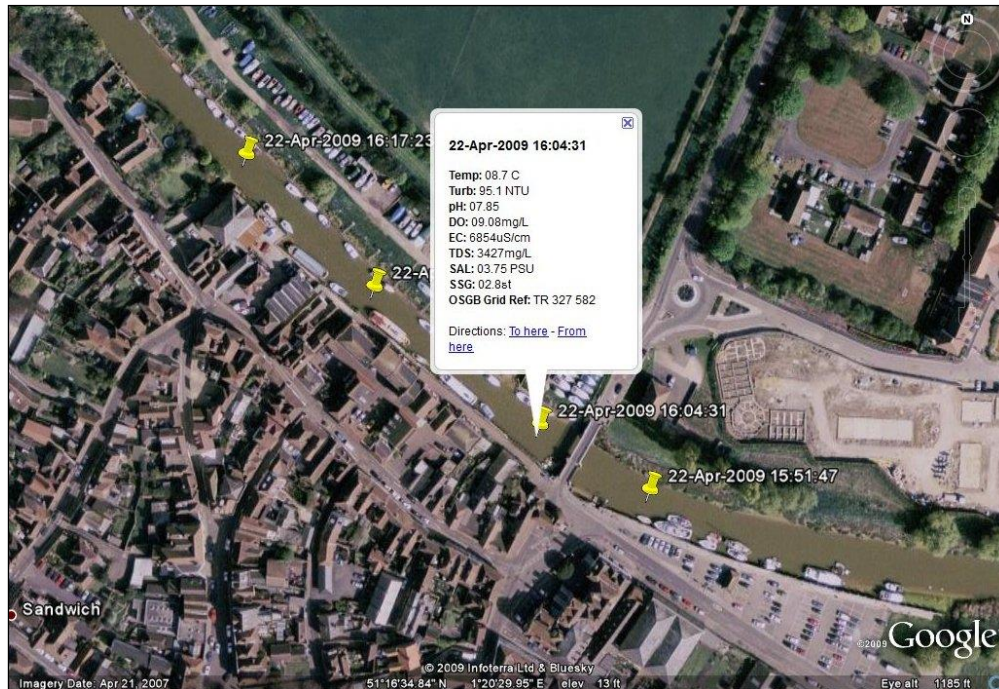 N
22-Apr-2009 16:17:23
22-A
22-Apr-2009 16:04:31
Temp: 08.7 C
Turb: 95.1 NTU
pH: 07.85
DO: 09.08mg/L
EC: 6854uS/cm
TDS: 3427mg/L
SAL: 03.75 PSU
SSG: 02.8st
OSGB Grid Ref: TR 327 582
Directions: To here - From
here
22-Apr-2009 16:04:31
22-Apr-2009 15:51:47
Sandwich
©2009 Google
© 2009 Infoterra Ltd & Bluesky
Imagery Date: Apr 21, 2007 51°16'34.84" N 1°20'29.95" E elev 13 ft Eye alt 1185 ft